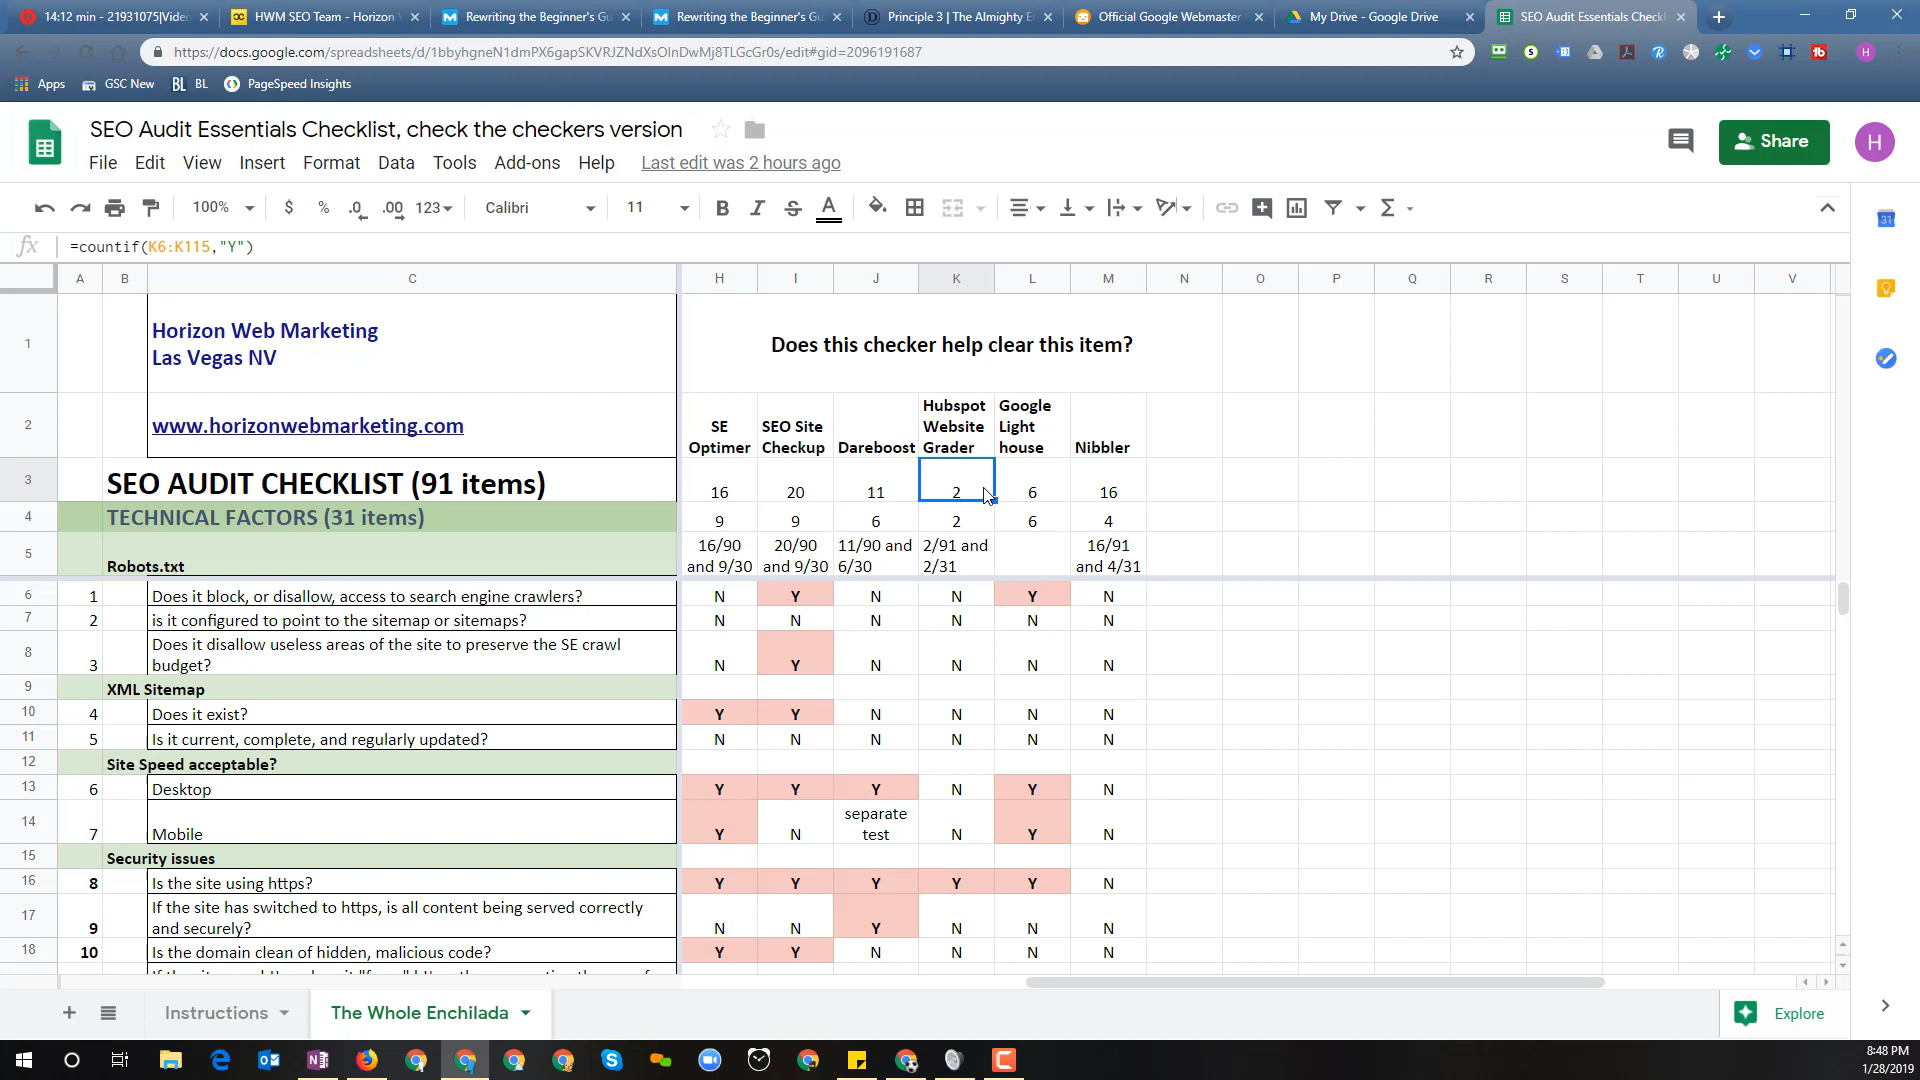 14:12 min - 21931075|Video
HWM SEO Team - Horizon
Rewriting the Beginner's Gu
Rewriting the Beginner's Gu
Principle 3 | The Almighty
Official Google Webmaster
My Drive - Google Drive
SEO Audit Essentials Checkl
https://docs.google.com/spreadsheets/d/1bbyhgneN1dmPX6gapSKVRJZNdXsOlnDwMj8TLGcGr0s/edit#gid=2096191687
Apps GSC New BL BL PageSpeed Insights
SEO Audit Essentials Checklist, check the checkers version
File Edit View Insert Format Data Tools Add-ons Help Last edit was 2 hours ago
Share
H
100% $ % .0 .00 123 Calibri 11 B I S A
fx =countif(K6:K115,"Y")
A B C H I J K L M N O P Q R S T U V
1 Horizon Web Marketing
Las Vegas NV
Does this checker help clear this item?
2 www.horizonwebmarketing.com
SE Optimer
SEO Site Checkup
Dareboost
Hubspot Website Grader
Google Light house
Nibbler
3 SEO AUDIT CHECKLIST (91 items) 16 20 11 2 6 16
4 TECHNICAL FACTORS (31 items) 9 9 6 2 6 4
5 Robots.txt 16/90 and 9/30 20/90 and 9/30 11/90 and 6/30 2/91 and 2/31 16/91 and 4/31
6 1 Does it block, or disallow, access to search engine crawlers? N Y N N Y N
7 2 is it configured to point to the sitemap or sitemaps? N N N N N N
8 3 Does it disallow useless areas of the site to preserve the SE crawl
budget? N Y N N N N
9 XML Sitemap
10 4 Does it exist? Y Y N N N N
11 5 Is it current, complete, and regularly updated? N N N N N N
12 Site Speed acceptable?
13 6 Desktop Y Y Y N Y N
14 7 Mobile Y N separate test N Y N
15 Security issues
16 8 Is the site using https? Y Y Y Y Y N
17 9 If the site has switched to https, is all content being served correctly
and securely? N N Y N N N
18 10 Is the domain clean of hidden, malicious code? Y Y N N N N
Instructions The Whole Enchilada Explore
8:48 PM
1/28/2019